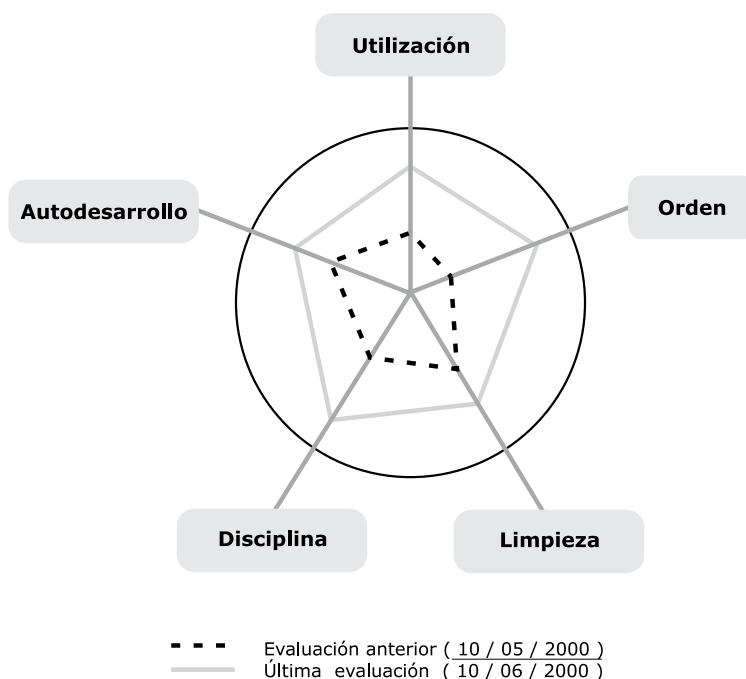 Utilización
Autodesarrollo
Orden
Disciplina
Limpieza
Evaluación anterior ( 10 / 05 / 2000 )
Última evaluación ( 10 / 06 / 2000 )